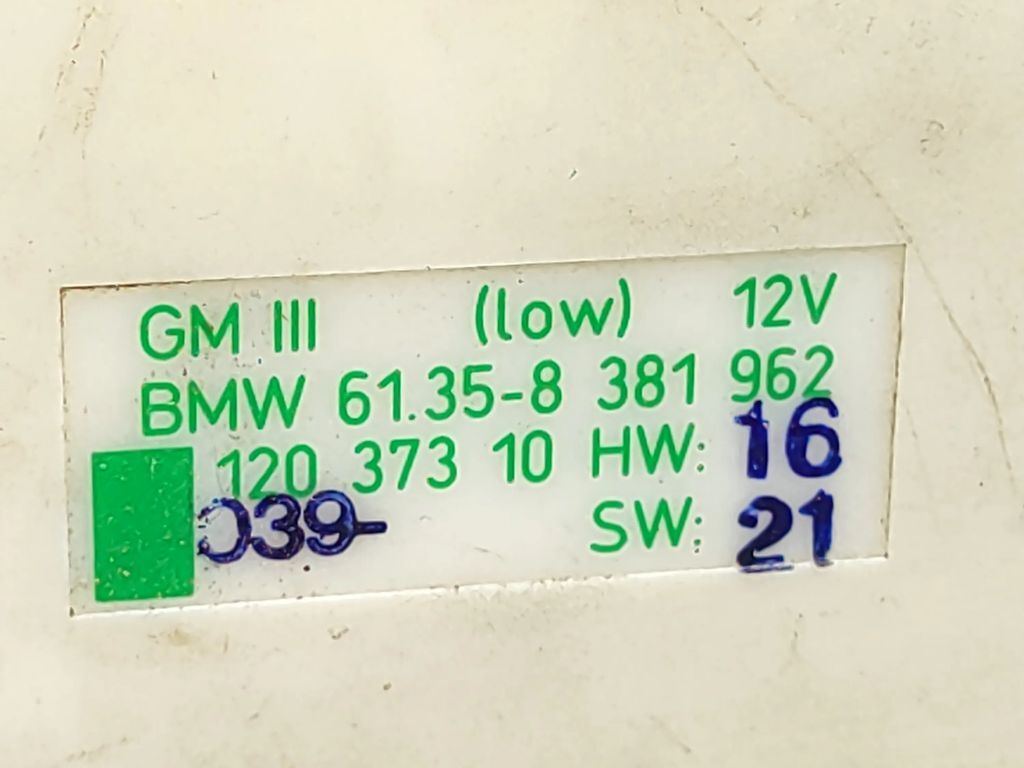 GM III (low) 12V
BMW 61.35-8 381 962
120 373 10 HW: 16
039- SW: 21